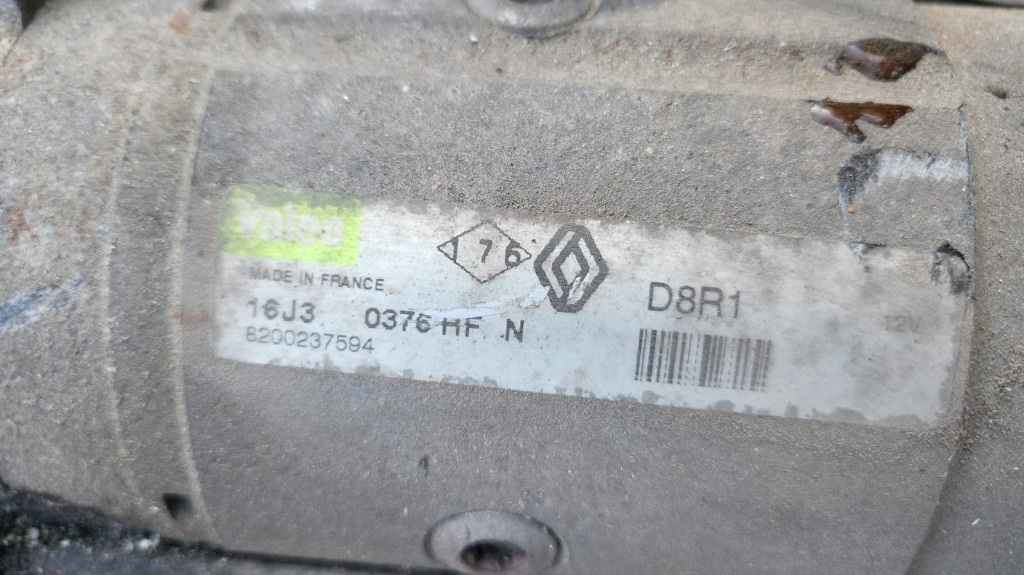 Valeo
176
MADE IN FRANCE
D8R1
12V
16J3 0376 HF N
8200237594